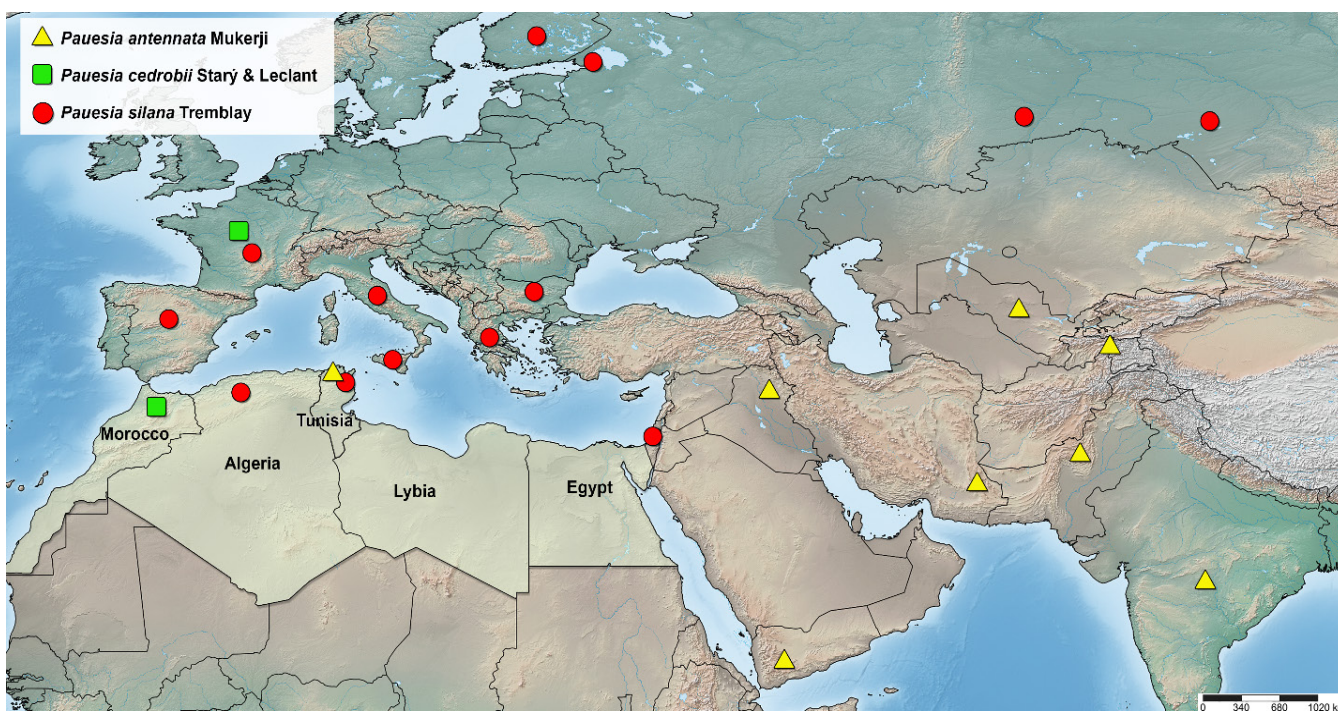 Pauesia antennata Mukerji
Pauesia cedrobii Starý & Leclant
Pauesia silana Tremblay
Morocco
Tunisia
Algeria
Lybia
Egypt
0 340 680 1020 k